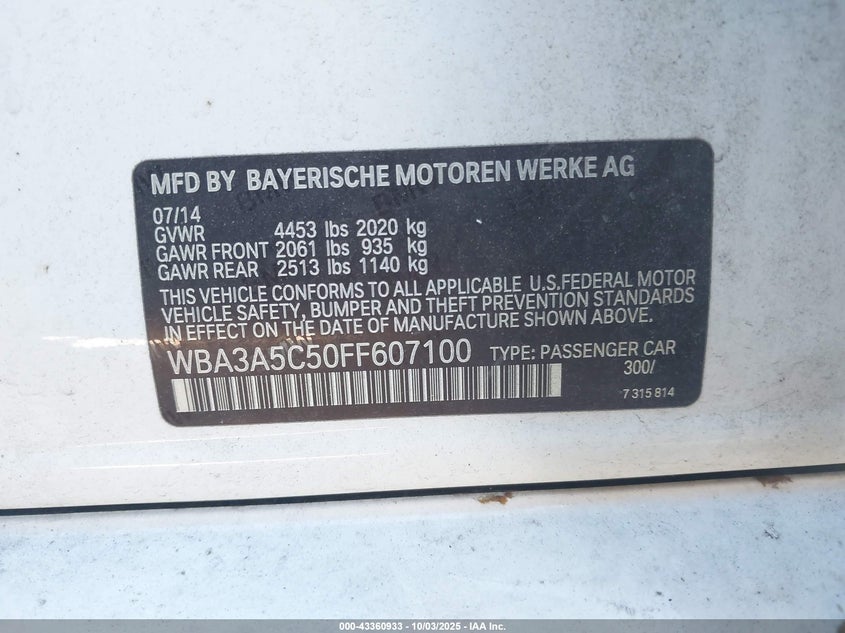 MFD BY BAYERISCHE MOTOREN WERKE AG
07/14
GVWR 4453 lbs 2020 kg
GAWR FRONT 2061 lbs 935 kg
GAWR REAR 2513 lbs 1140 kg
THIS VEHICLE CONFORMS TO ALL APPLICABLE U.S.FEDERAL MOTOR
VEHICLE SAFETY, BUMPER AND THEFT PREVENTION STANDARDS
IN EFFECT ON THE DATE OF MANUFACTURE SHOWN ABOVE.
WBA3A5C50FF607100 TYPE: PASSENGER CAR
300/
7 315 814
000-43360933 - 10/03/2025 - IAA Inc.